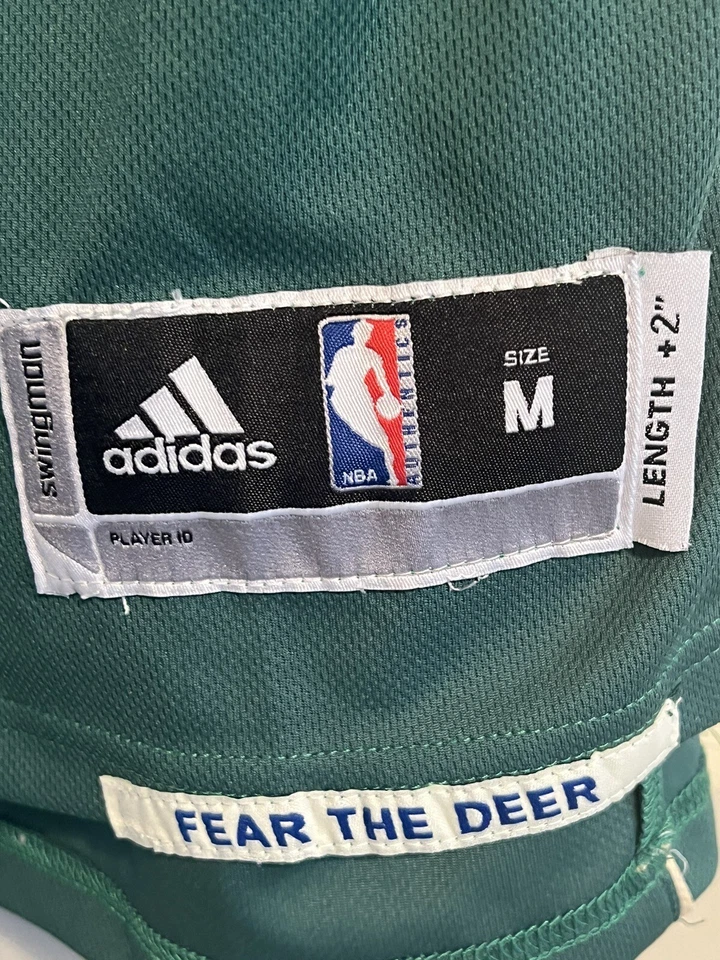 swingman
adidas
NBA
AUTHENTICS
SIZE
M
LENGTH +2"
PLAYER ID
FEAR THE DEER